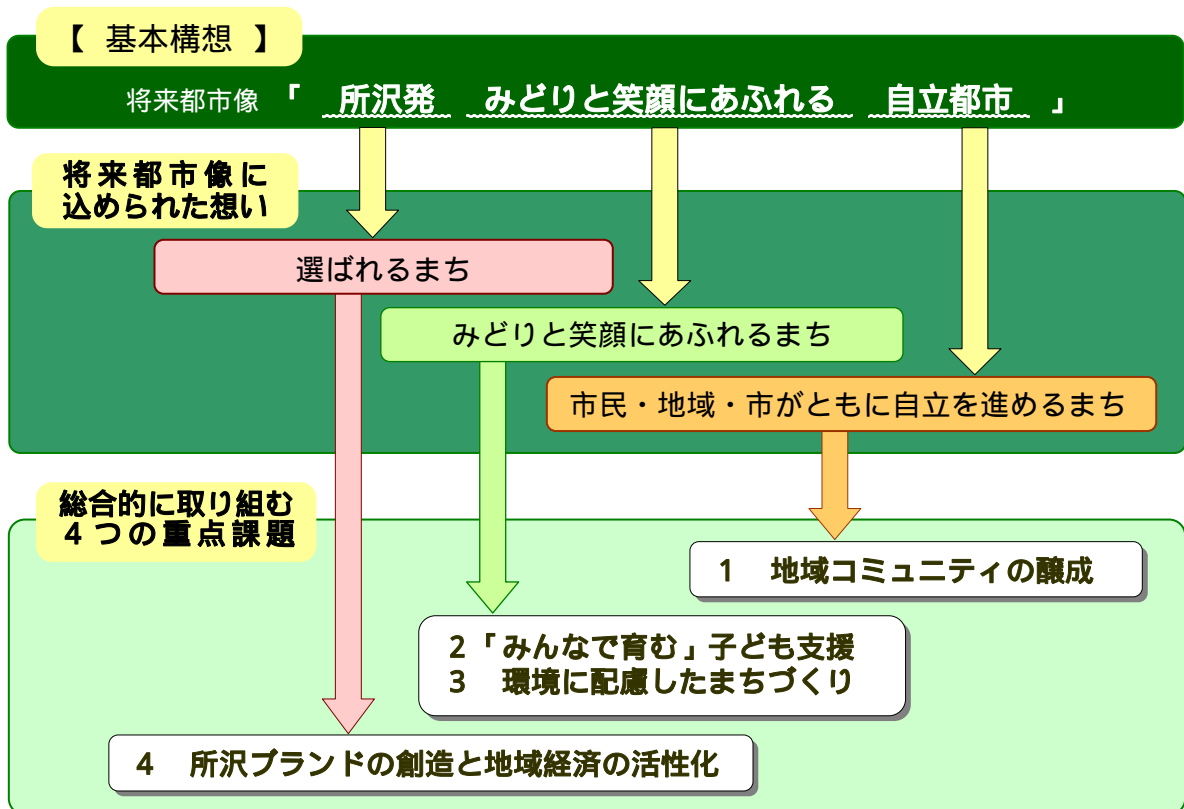 【 基本構想 】
将来都市像 「 所沢発 みどりと笑顔にあふれる 自立都市 」
将来都市像に
込められた想い
選ばれるまち
みどりと笑顔にあふれるまち
市民・地域・市がともに自立を進めるまち
総合的に取り組む
４つの重点課題
1 地域コミュニティの醸成
2「みんなで育む」子ども支援
3 環境に配慮したまちづくり
4 所沢ブランドの創造と地域経済の活性化